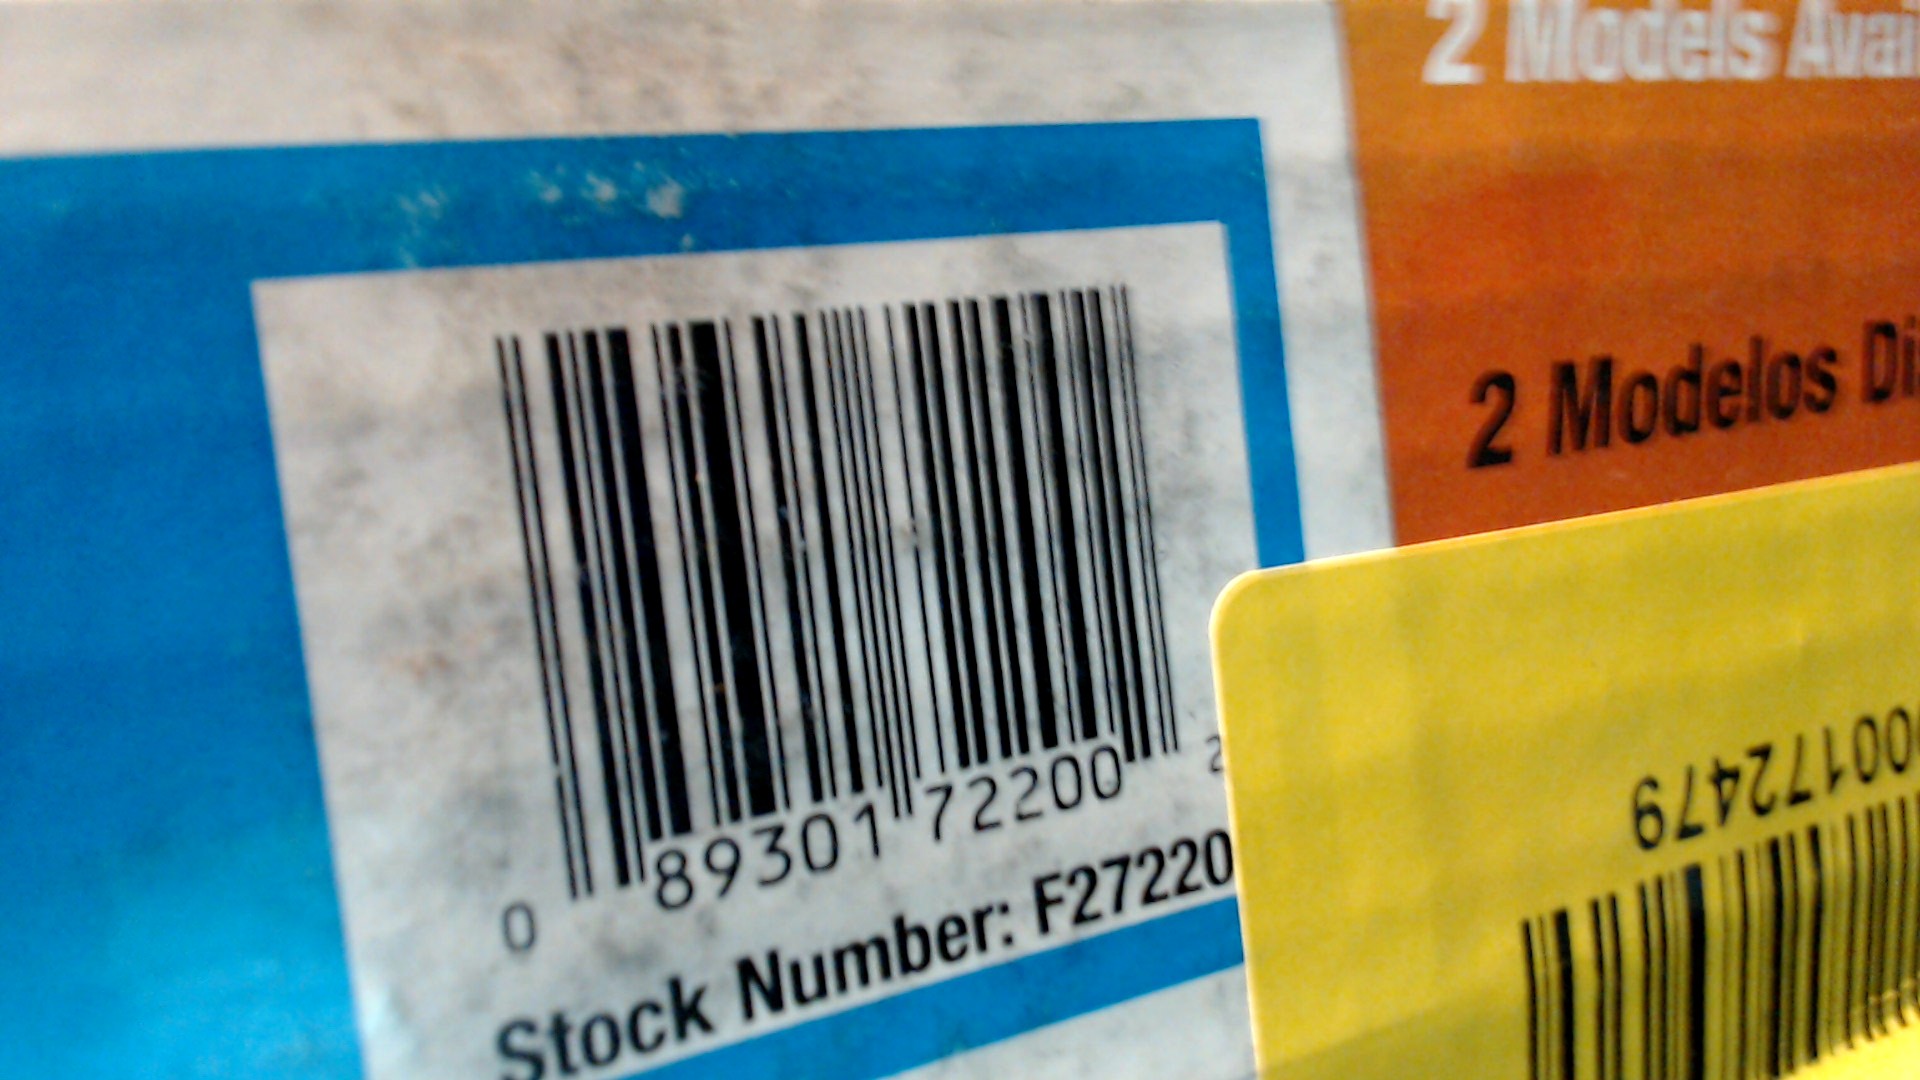 2 Models Avai
2 Modelos Di
0 89301 72200 2
Stock Number: F27220
00172479